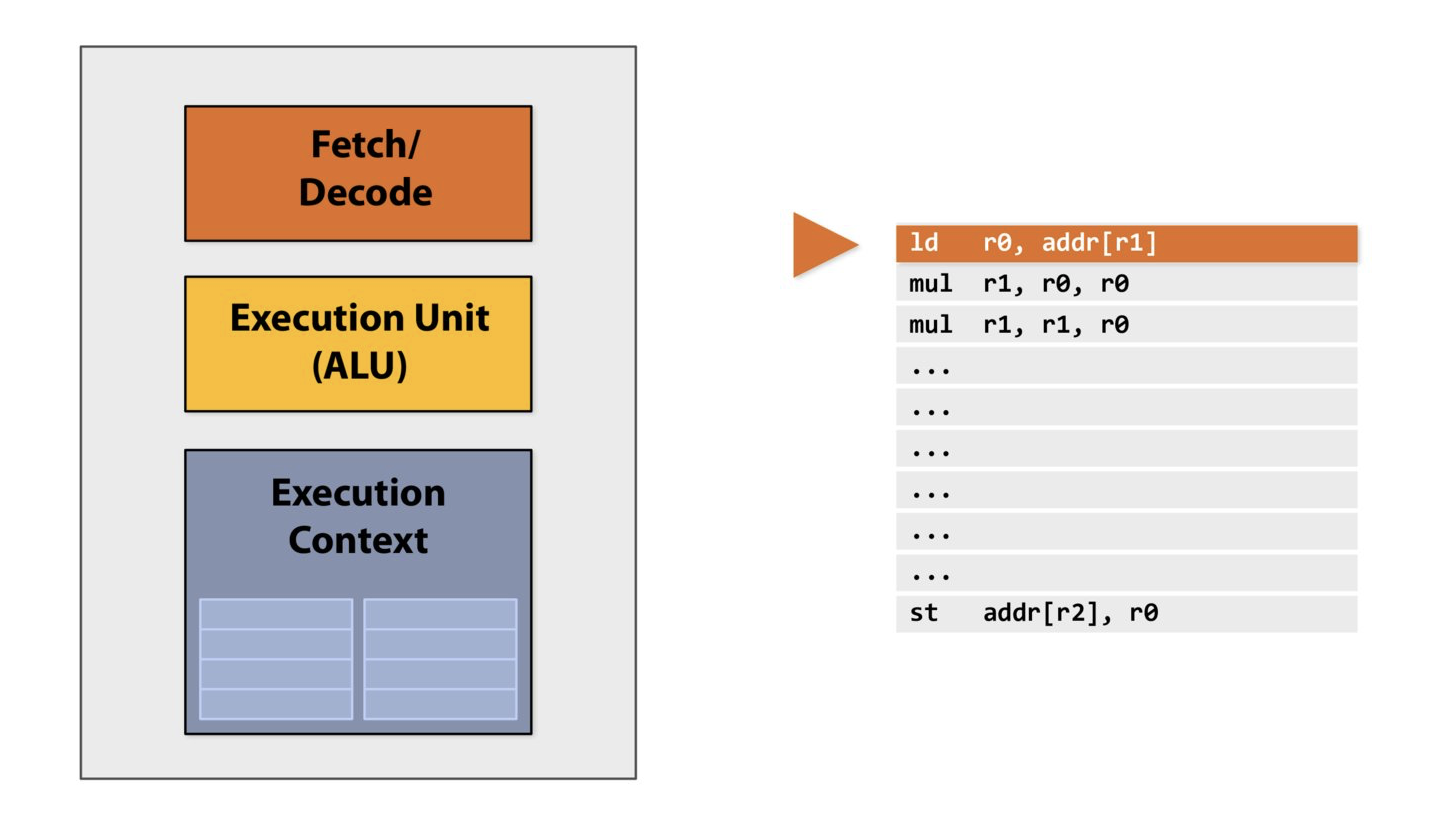 Fetch/
Decode
Execution Unit
(ALU)
Execution
Context
ld r0, addr[r1]
mul r1, r0, r0
mul r1, r1, r0
...
...
...
...
...
...
st addr[r2], r0